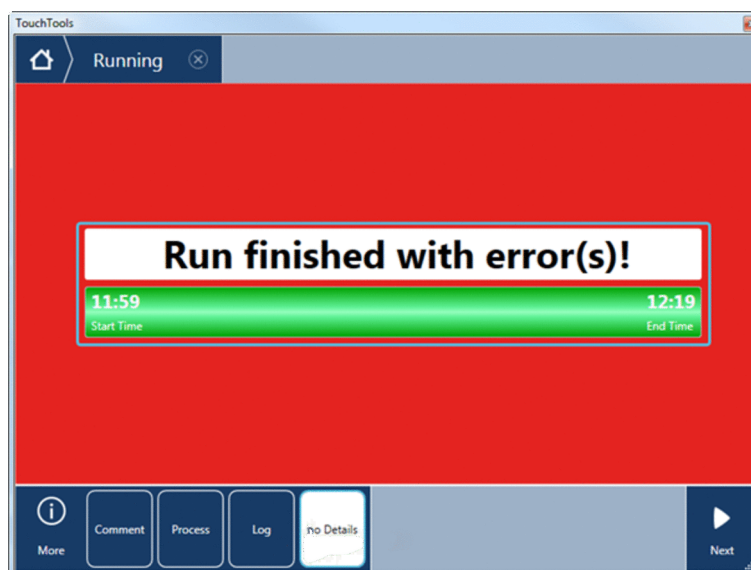 TouchTools
Running
Run finished with error(s)!
11:59 12:19
Start Time End Time
Comment Process Log no Details
More Next